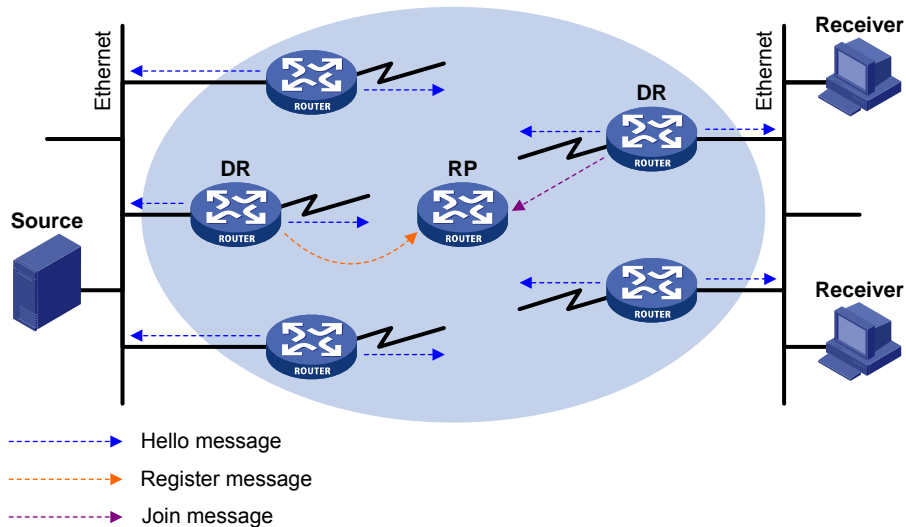 Ethernet
Ethernet
Receiver
ROUTER
DR
ROUTER
DR
RP
ROUTER
ROUTER
Source
Receiver
ROUTER
ROUTER
Hello message
Register message
Join message